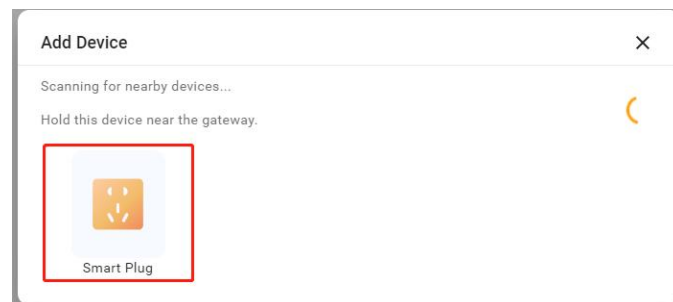 Add Device
Scanning for nearby devices...
Hold this device near the gateway.
Smart Plug